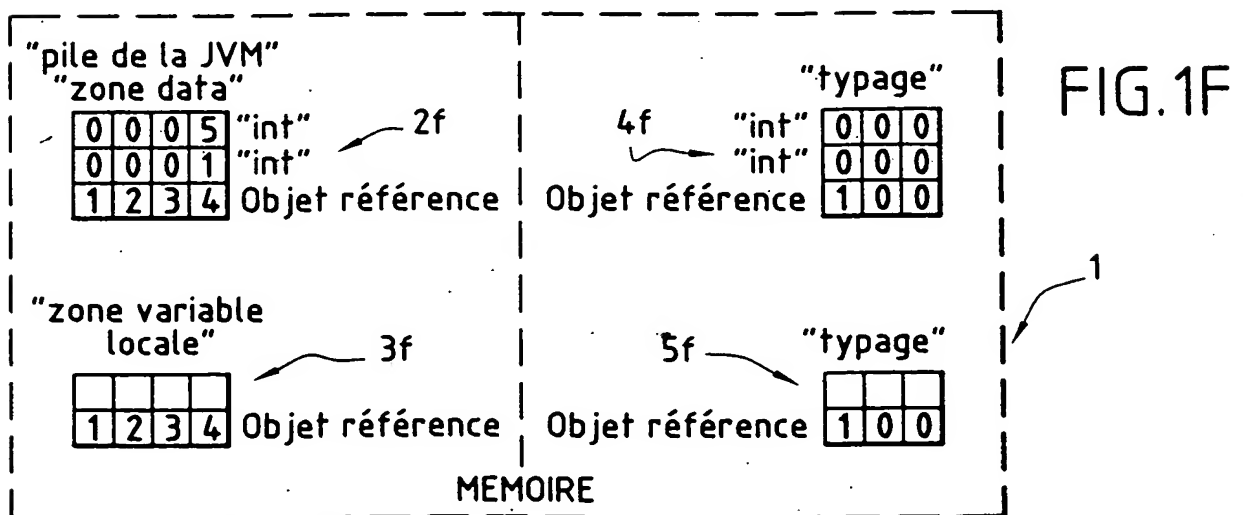 "pile de la JVM"
"zone data"
"typage"
FIG.1F
0 0 0 5 "int"
2f
4f
"int" 0 0 0
0 0 0 1 "int"
"int" 0 0 0
1 2 3 4 Objet référence
Objet référence 1 0 0
1
"zone variable
locale"
3f
5f
"typage"
1 2 3 4 Objet référence
Objet référence 1 0 0
MEMOIRE